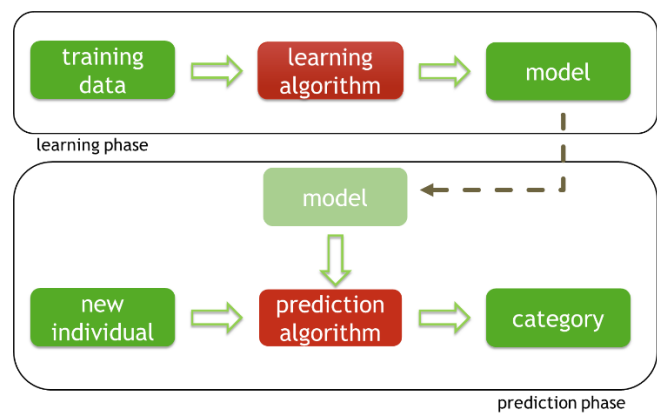 training
data
learning
algorithm
model
learning phase
model
new
individual
prediction
algorithm
category
prediction phase